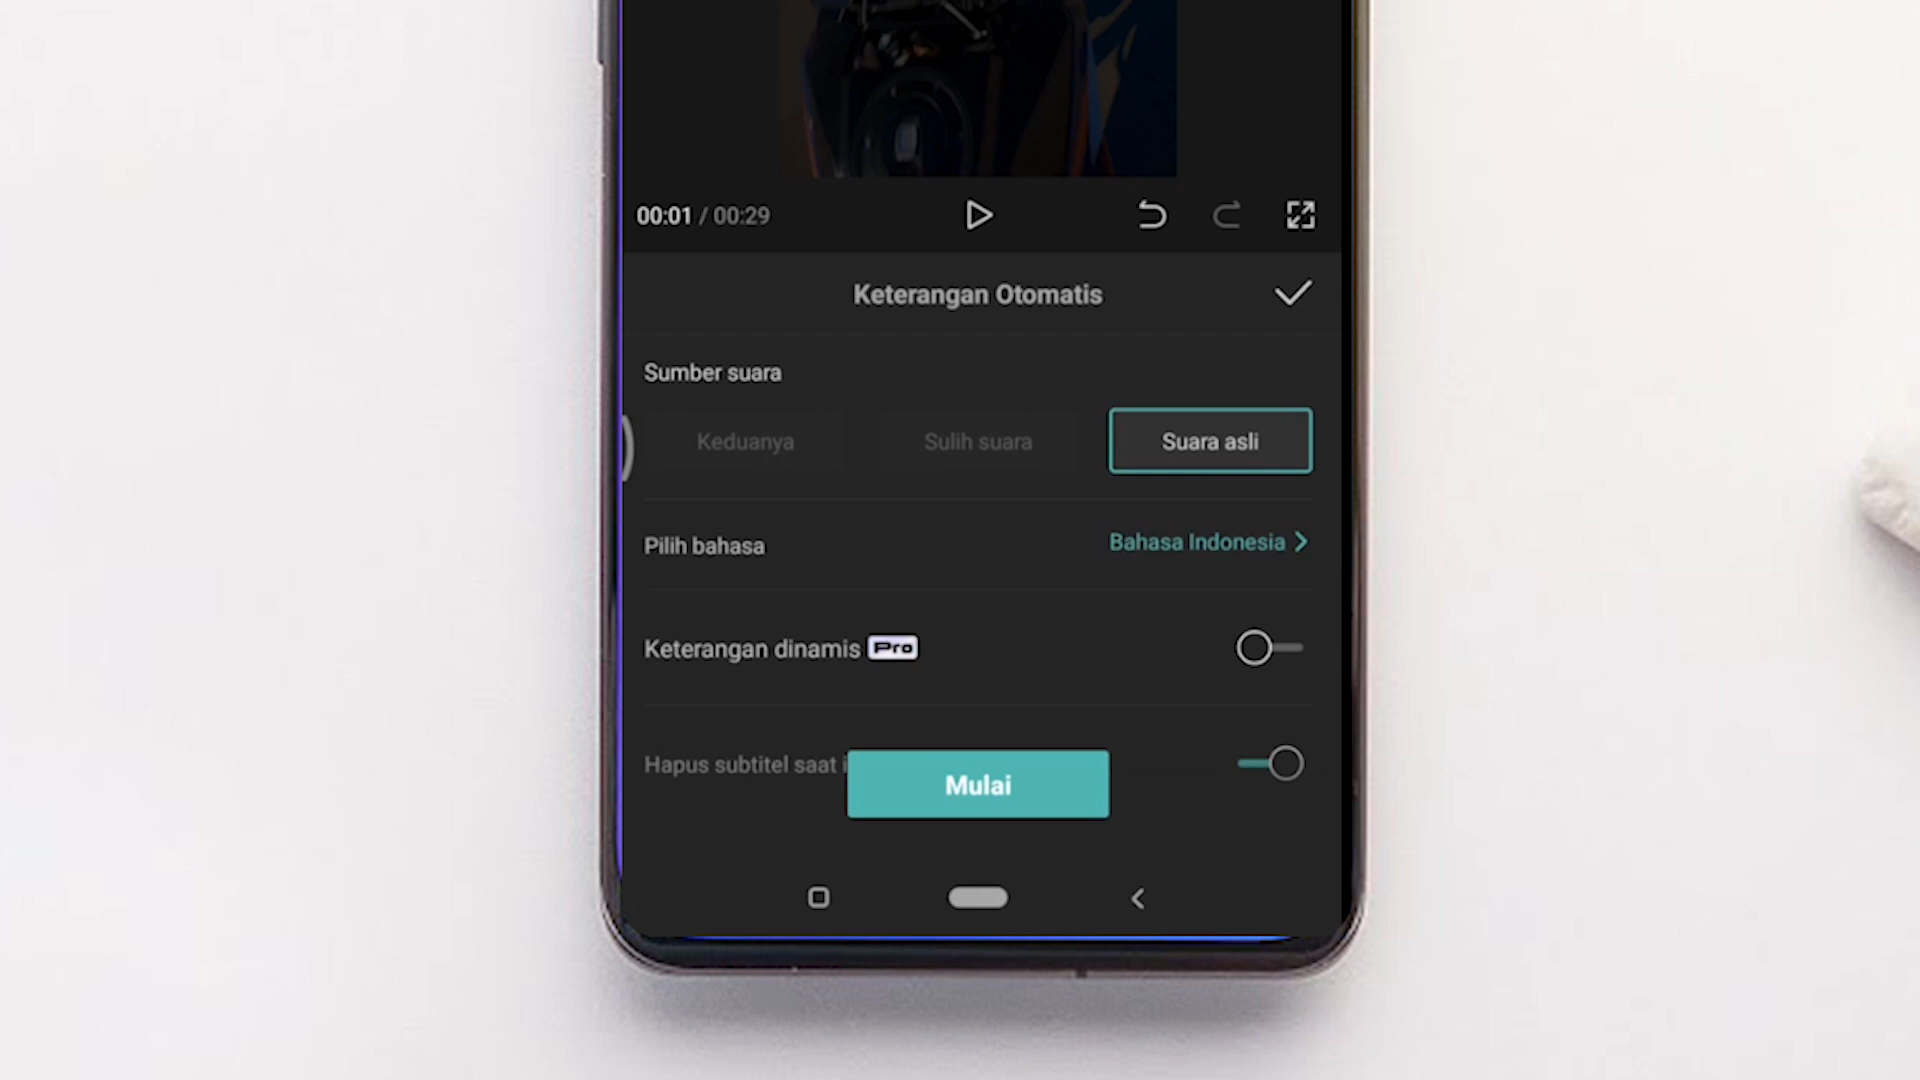 00:01 / 00:29
Keterangan Otomatis
Sumber suara
Keduanya Sulih suara Suara asli
Pilih bahasa Bahasa Indonesia
Keterangan dinamis Pro
Hapus subtitel saat
Mulai